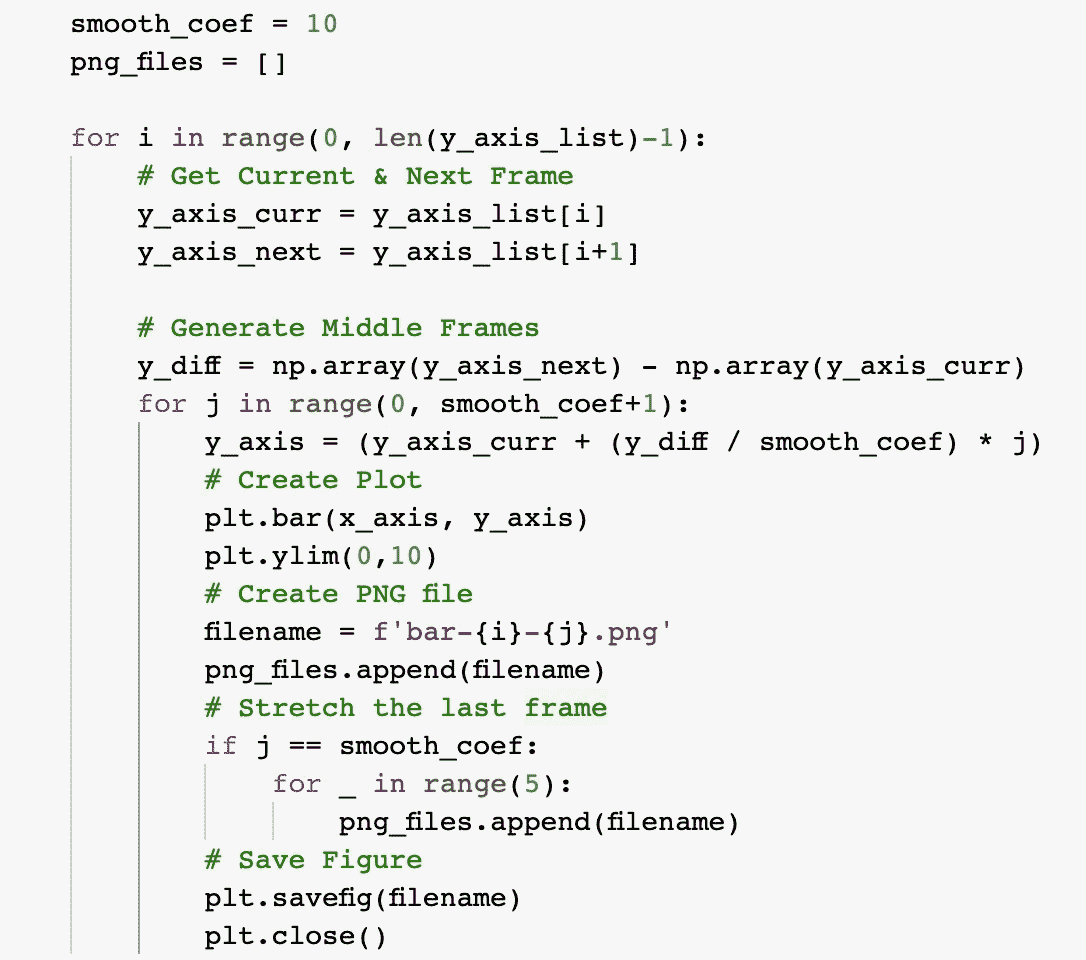 smooth_coef = 10
png_files = []
for i in range(0, len(y_axis_list)-1):
# Get Current & Next Frame
y_axis_curr = y_axis_list[i]
y_axis_next = y_axis_list[i+1]
# Generate Middle Frames
y_diff = np.array(y_axis_next) - np.array(y_axis_curr)
for j in range(0, smooth_coef+1):
y_axis = (y_axis_curr + (y_diff / smooth_coef) * j)
# Create Plot
plt.bar(x_axis, y_axis)
plt.ylim(0,10)
# Create PNG file
filename = f'bar-{i}-{j}.png'
png_files.append(filename)
# Stretch the last frame
if j == smooth_coef:
for _ in range(5):
png_files.append(filename)
# Save Figure
plt.savefig(filename)
plt.close()